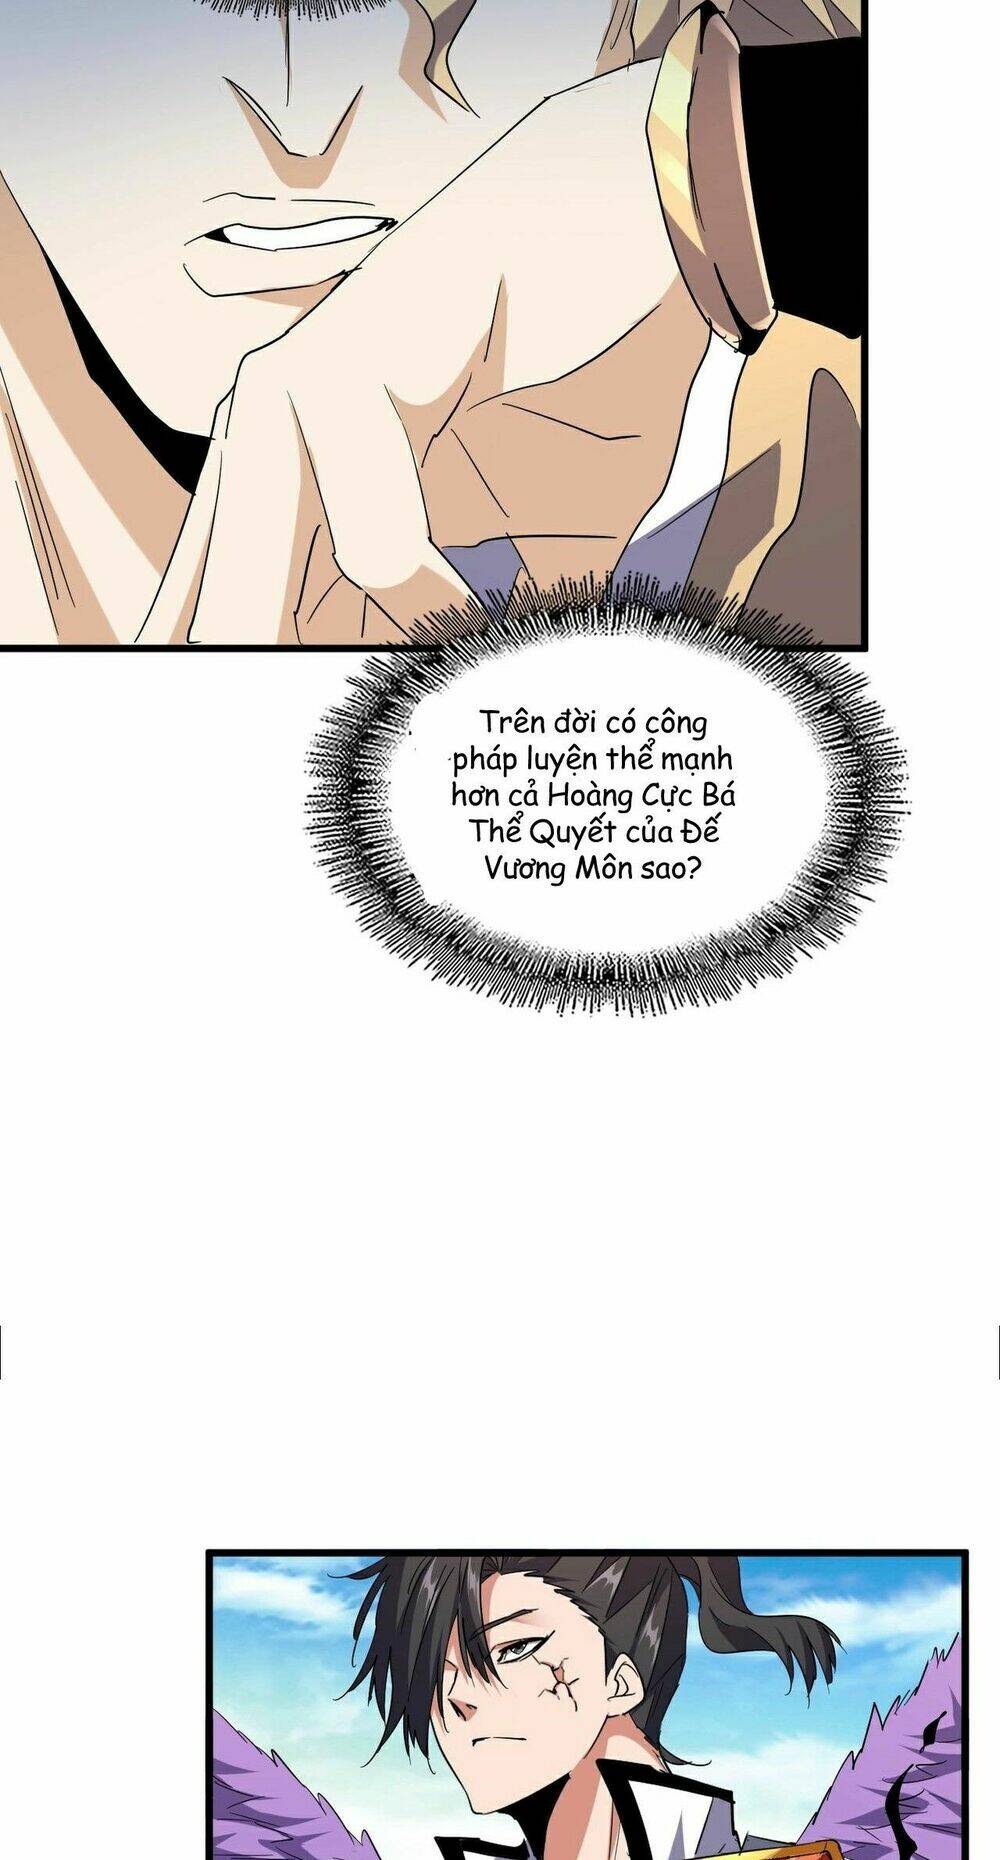 Trên đời có công
pháp luyện thể mạnh
hơn cả Hoàng Cực Bá
Thể Quyết của Đế
Vương Môn sao?